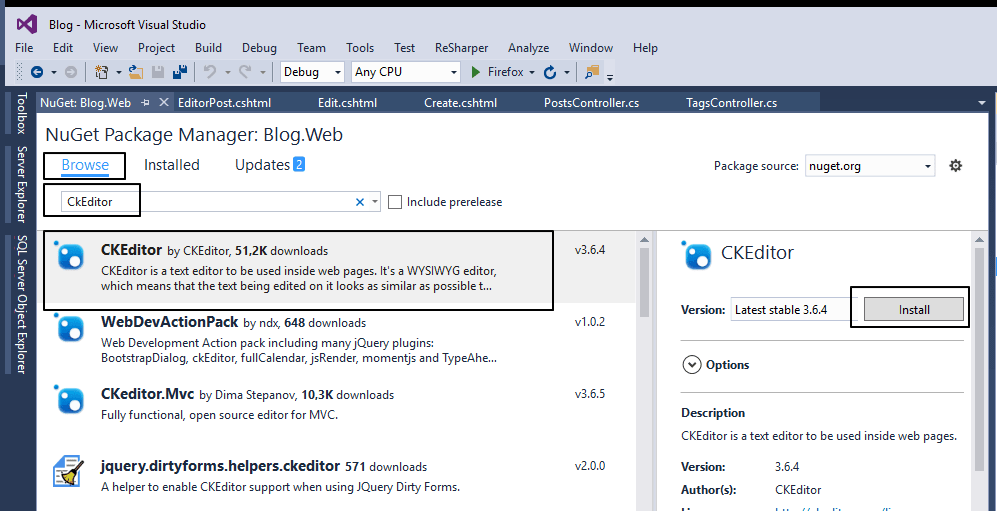 Blog - Microsoft Visual Studio
File Edit View Project Build Debug Team Tools Test ReSharper Analyze Window Help
Debug Any CPU Firefox
Toolbox
Server Explorer
SQL Server Object Explorer
NuGet: Blog.Web EditorPost.cshtml Edit.cshtml Create.cshtml PostsController.cs TagsController.cs
NuGet Package Manager: Blog.Web
Browse Installed Updates 2
Package source: nuget.org
CkEditor
Include prerelease
CKEditor by CKEditor, 51,2K downloads v3.6.4
CKEditor is a text editor to be used inside web pages. It's a WYSIWYG editor,
which means that the text being edited on it looks as similar as possible t...
WebDevActionPack by ndx, 648 downloads v1.0.2
Web Development Action pack including many jQuery plugins:
BootstrapDialog, ckEditor, fullCalendar, jsRender, momentjs and TypeAhe...
CKeditor.Mvc by Dima Stepanov, 10,3K downloads v3.6.5
Fully functional, open source editor for MVC.
jquery.dirtyforms.helpers.ckeditor 571 downloads v2.0.0
A helper to enable CKEditor support when using JQuery Dirty Forms.
CKEditor
Version: Latest stable 3.6.4 Install
Options
Description
CKEditor is a text editor to be used inside web pages.
Version: 3.6.4
Author(s): CKEditor